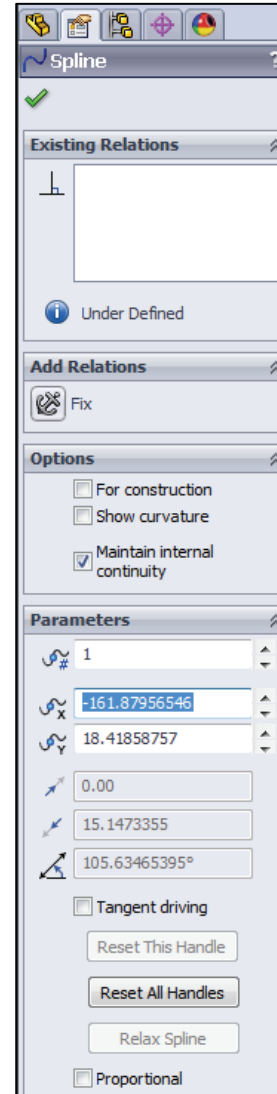 Spline
?
Existing Relations
Under Defined
Add Relations
Fix
Options
For construction
Show curvature
Maintain internal
continuity
Parameters
#
1
X
-161.87956546
Y
18.41858757
0.00
15.1473355
105.63465395°
Tangent driving
Reset This Handle
Reset All Handles
Relax Spline
Proportional